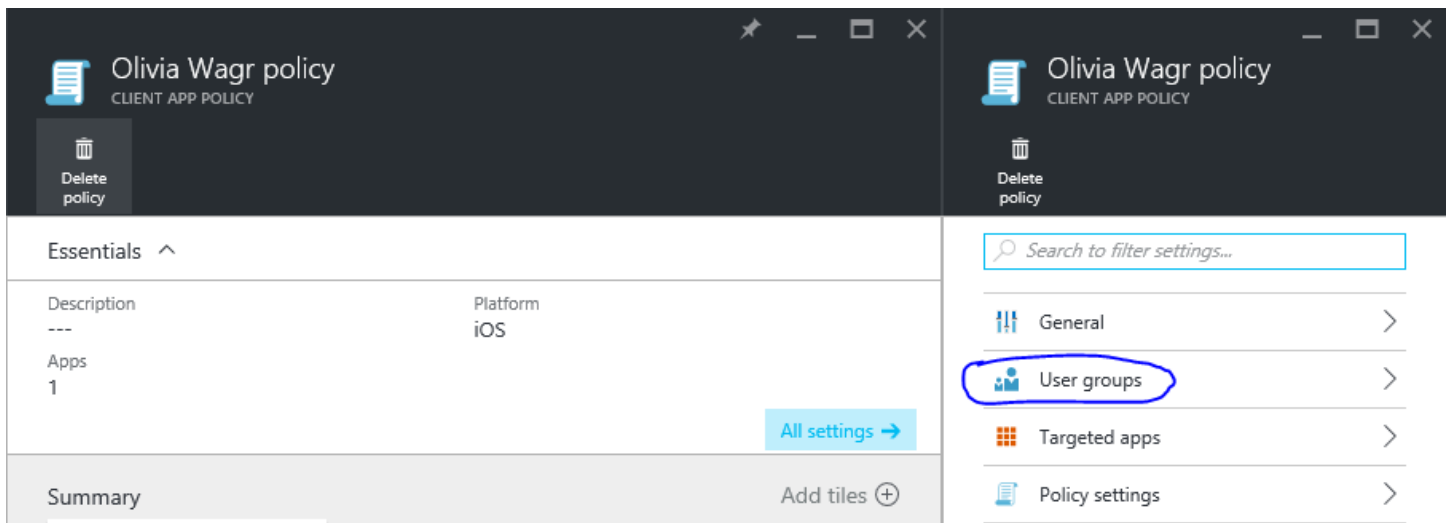 Olivia Wagr policy
CLIENT APP POLICY
Delete
policy
Essentials
Description
---
Platform
iOS
Apps
1
All settings
Summary
Add tiles
Olivia Wagr policy
CLIENT APP POLICY
Delete
policy
Search to filter settings...
General
User groups
Targeted apps
Policy settings